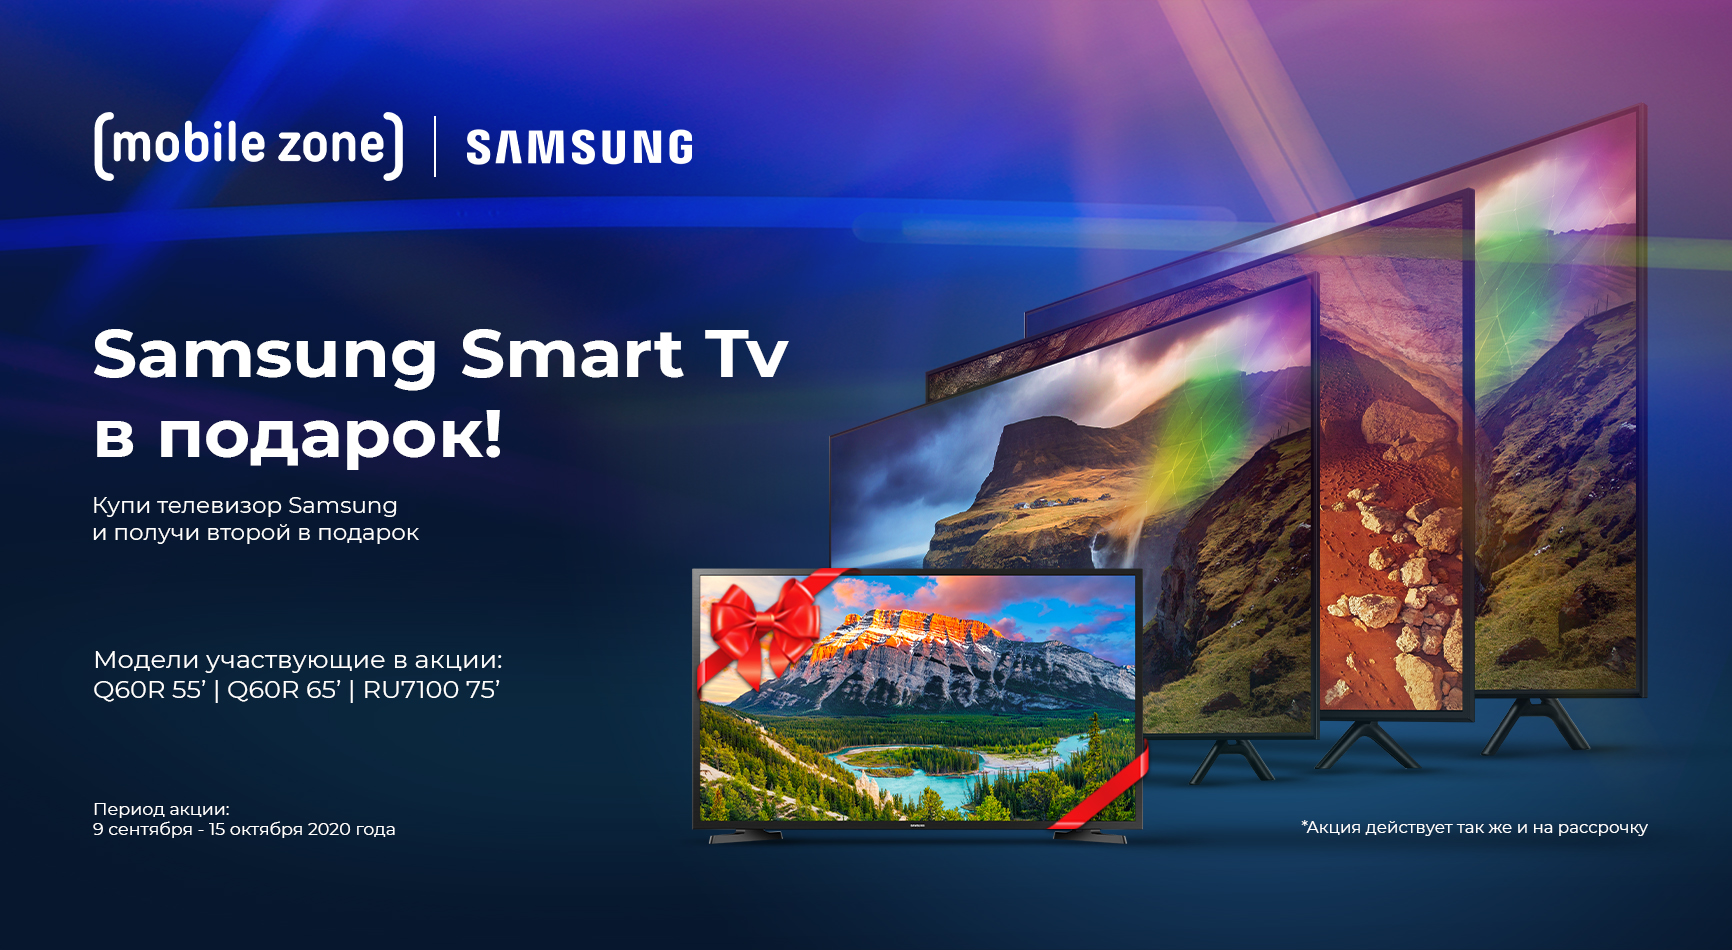 (mobile zone) | SAMSUNG
Samsung Smart Tv
в подарок!
Купи телевизор Samsung
и получи второй в подарок
Модели участвующие в акции:
Q60R 55’ | Q60R 65’ | RU7100 75’
Период акции:
9 сентября - 15 октября 2020 года
*Акция действует так же и на рассрочку
SAMSUNG